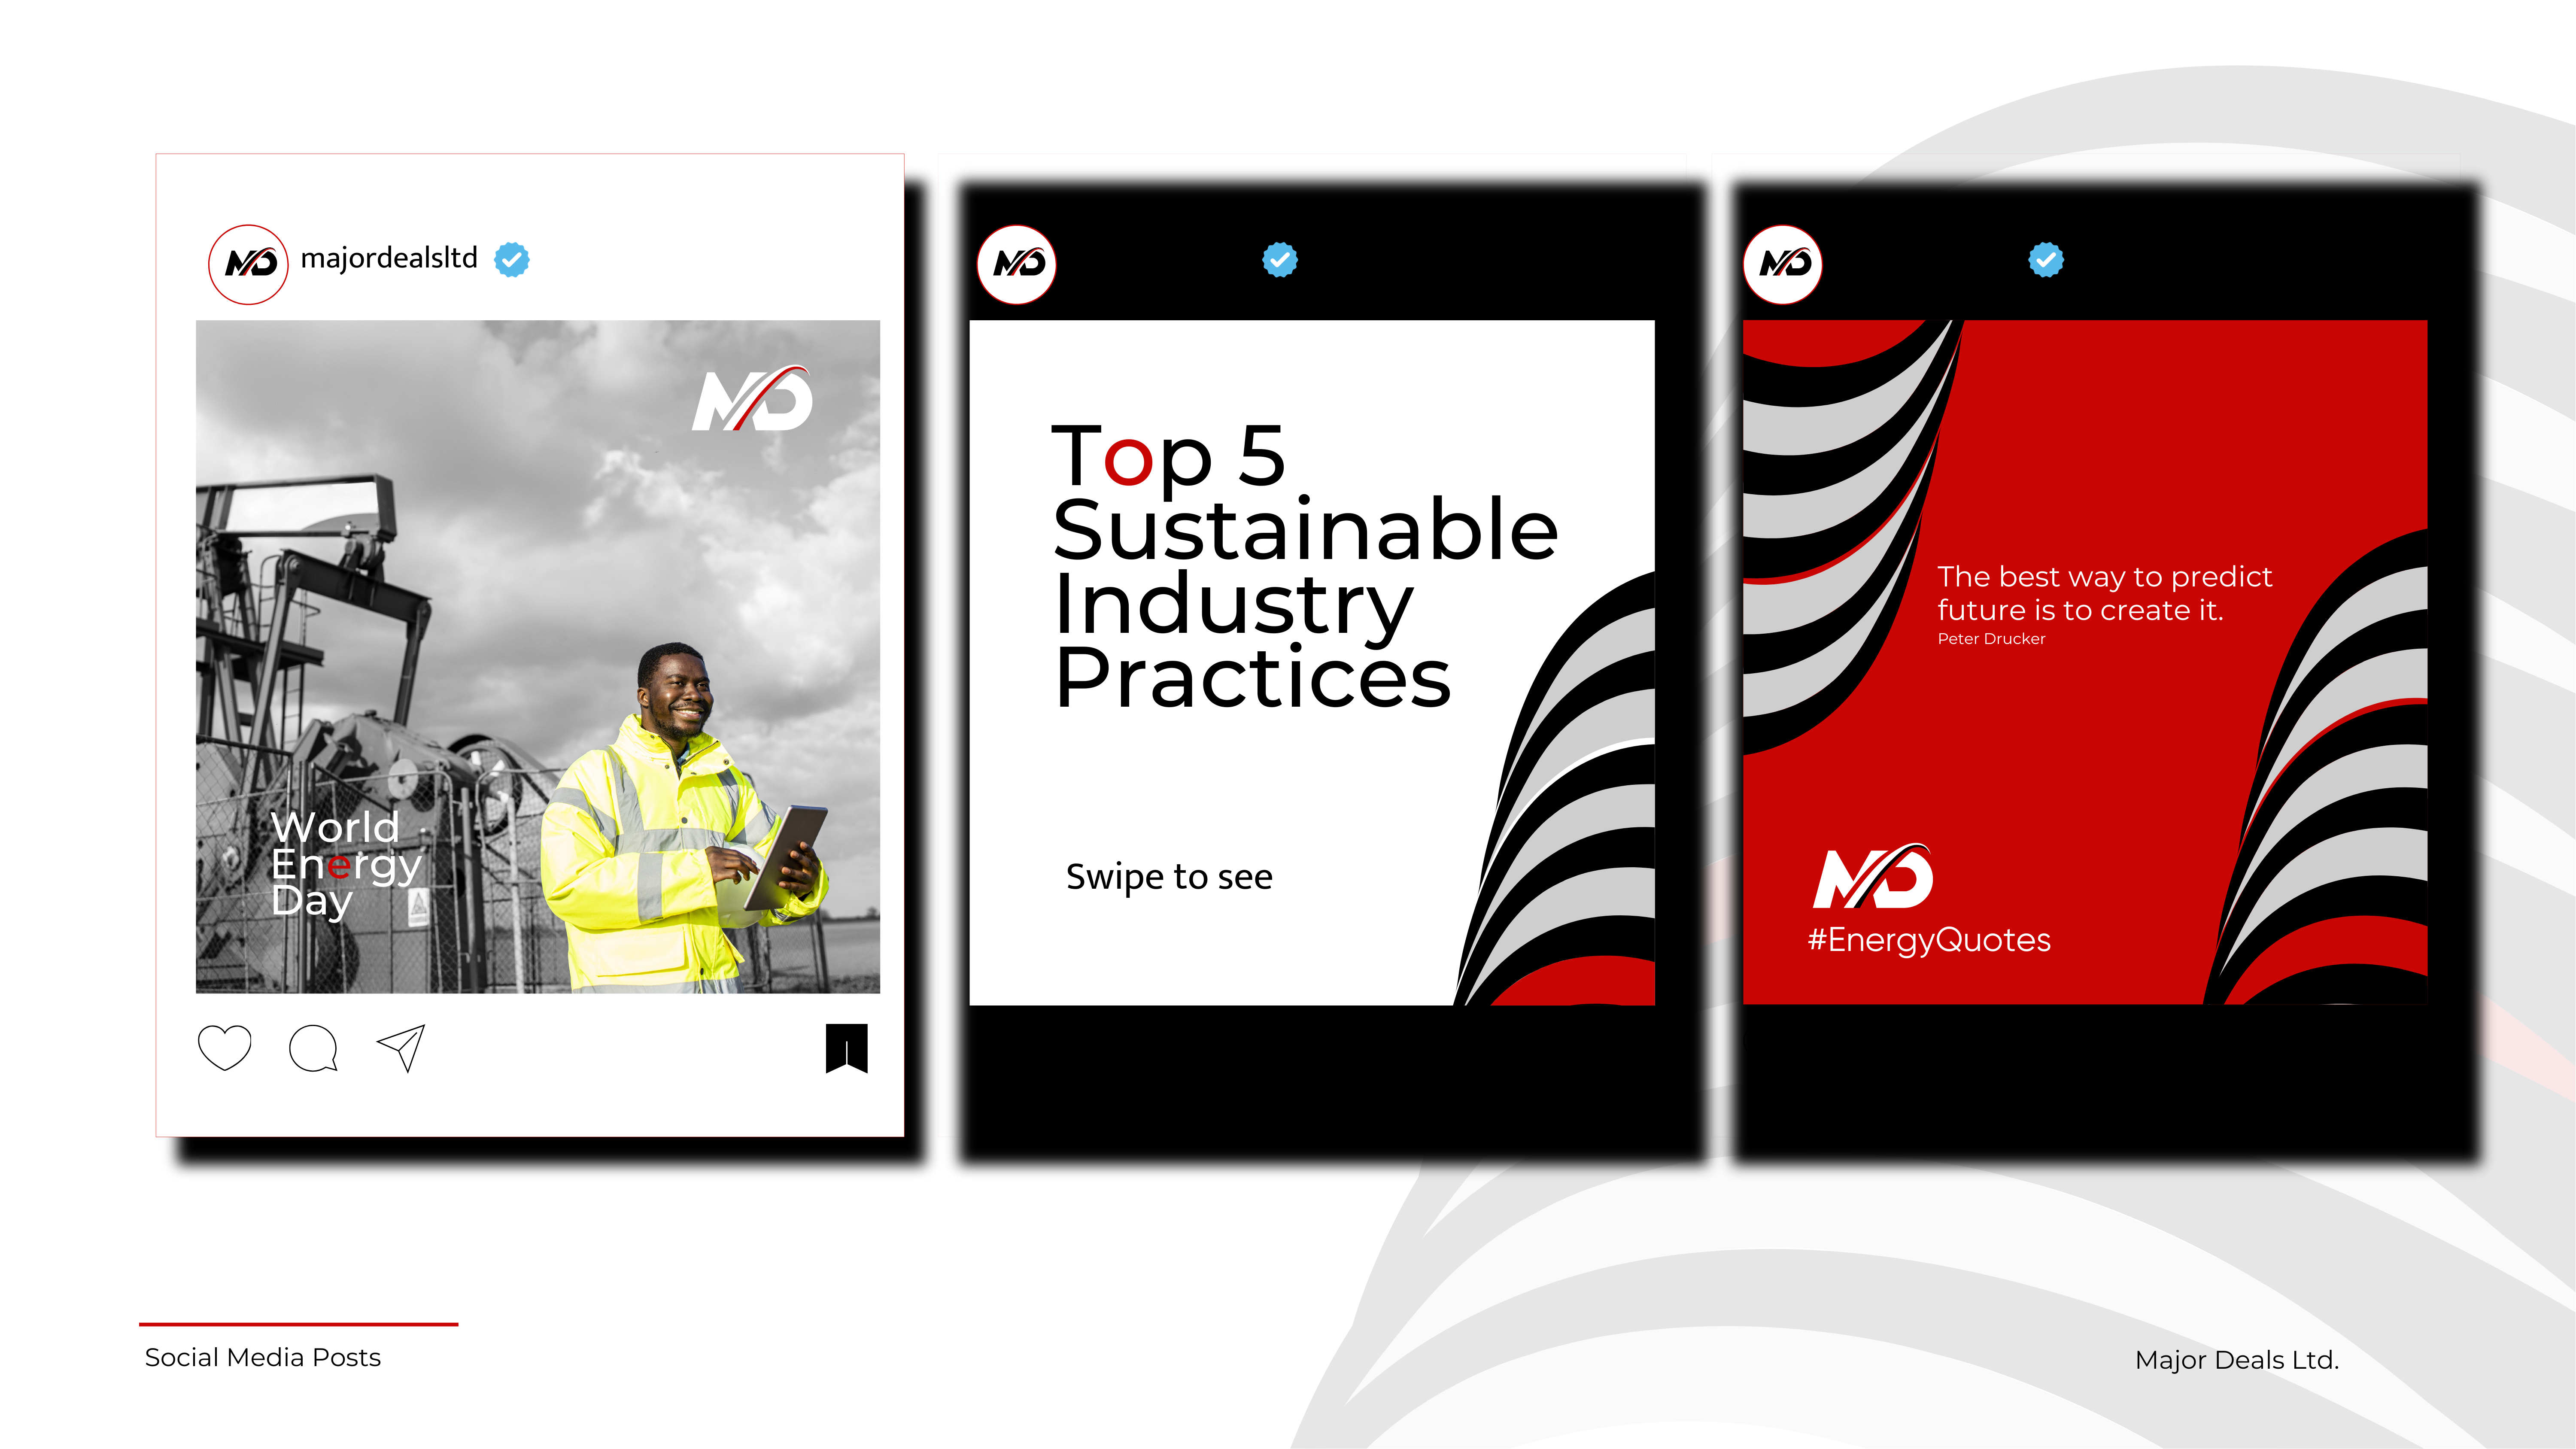 MD
majordealsltd
MD
World
Energy
Day
MD
Top 5
Sustainable
Industry
Practices
Swipe to see
MD
The best way to predict
future is to create it.
Peter Drucker
MD
#EnergyQuotes
Social Media Posts
Major Deals Ltd.